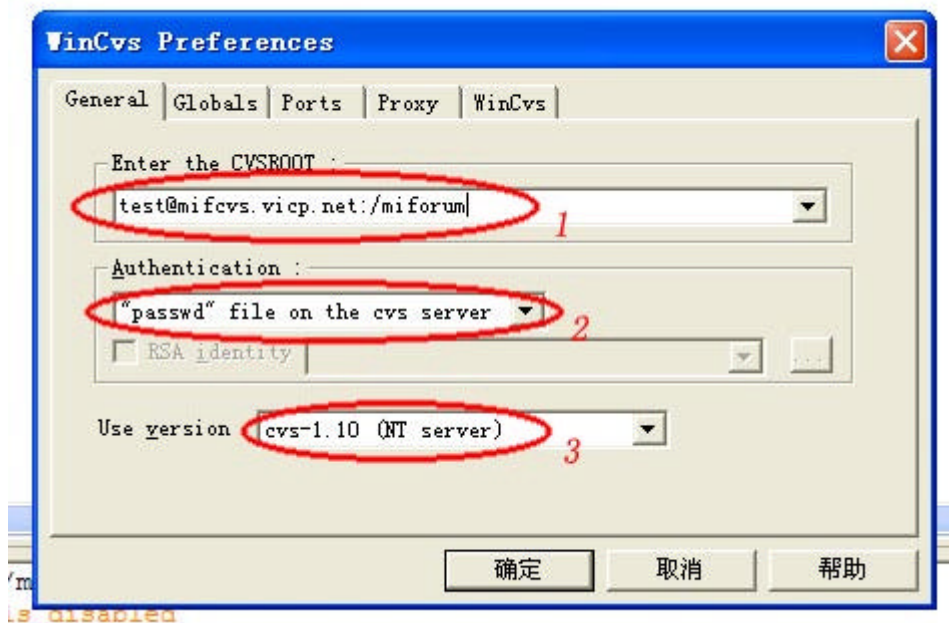 WinCvs Preferences
General Globals Ports Proxy WinCvs
Enter the CVSROOT :
test@mifcvs.vicp.net:/miforum
1
Authentication :
"passwd" file on the cvs server
2
RSA identity
...
Use version
cvs-1.10 (NT server)
3
确定 取消 帮助
/m
is disabled